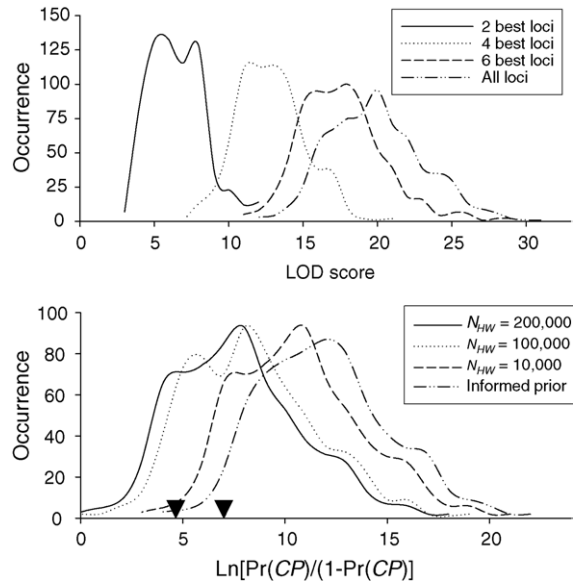 150
125
100
75
50
25
0
Occurrence
2 best loci
4 best loci
6 best loci
All loci
0 5 10 15 20 25 30
LOD score
100
80
60
40
20
0
Occurrence
N_HW = 200,000
N_HW = 100,000
N_HW = 10,000
Informed prior
0 5 10 15 20
Ln[Pr(CP)/(1-Pr(CP)]